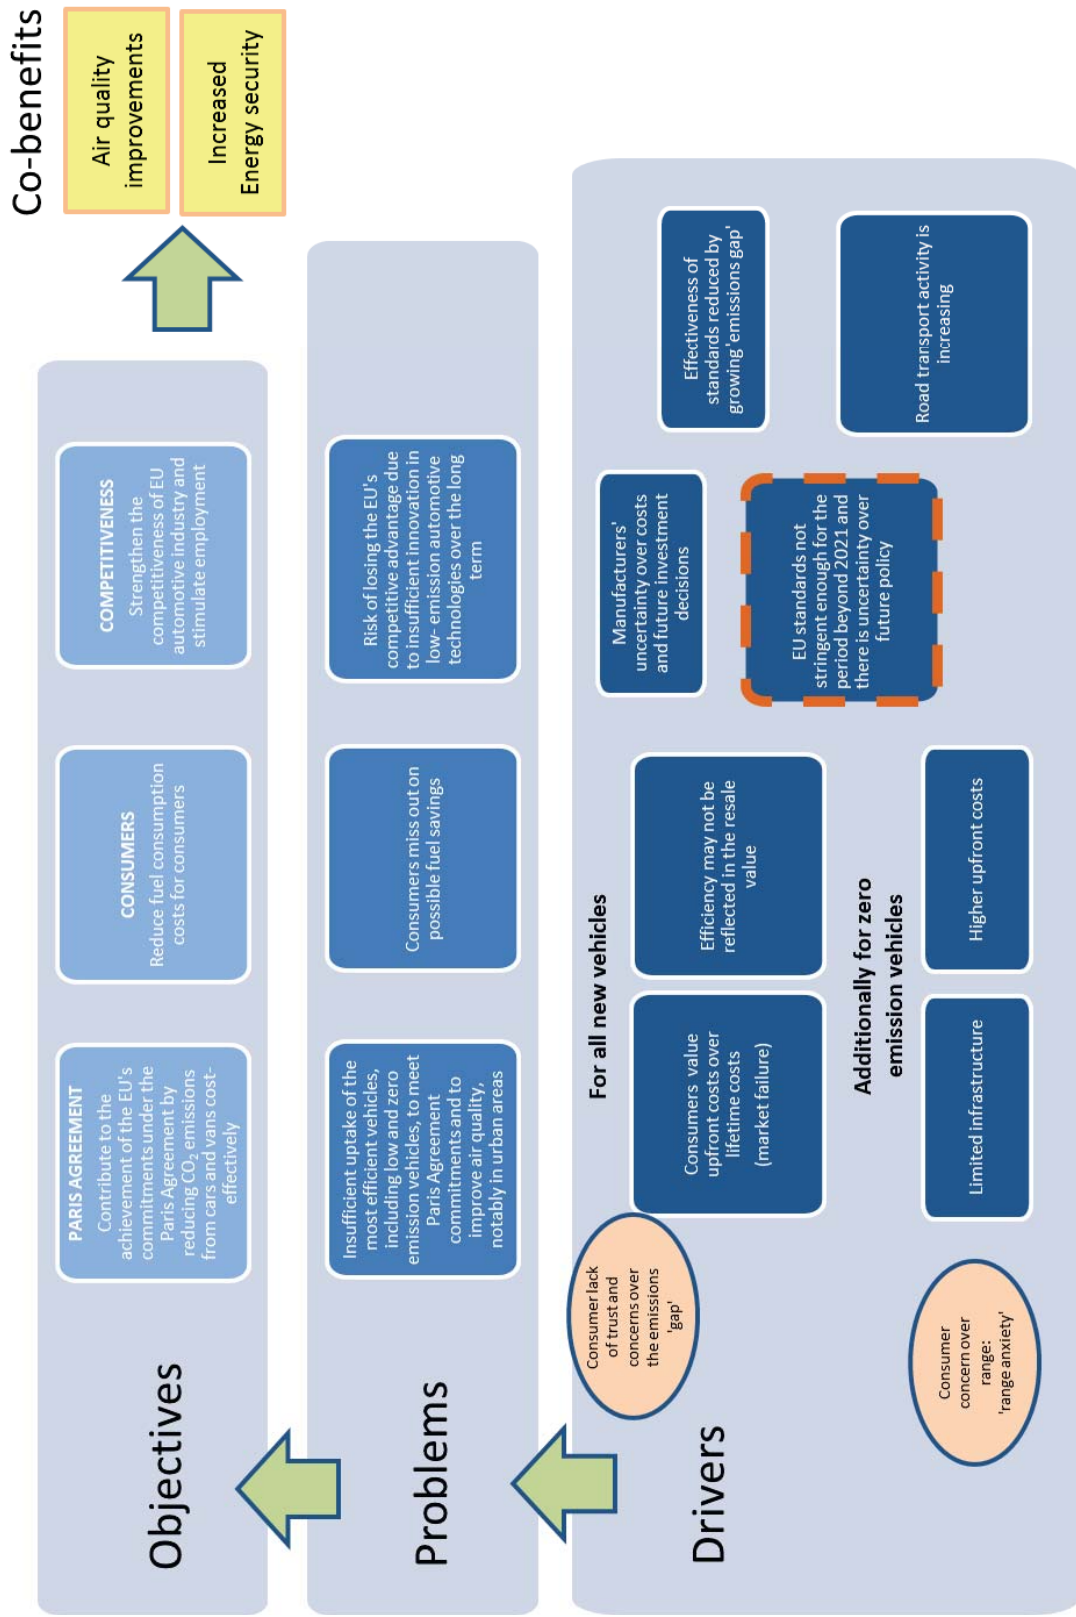 Co-benefits
Air quality
improvements
Increased
Energy security
Objectives
PARIS AGREEMENT
Contribute to the
achievement of the EU's
commitments under the
Paris Agreement by
reducing CO₂ emissions
from cars and vans cost-
effectively
CONSUMERS
Reduce fuel consumption
costs for consumers
COMPETITIVENESS
Strengthen the
competitiveness of EU
automotive industry and
stimulate employment
Problems
Insufficient uptake of the
most efficient vehicles,
including low and zero
emission vehicles, to meet
Paris Agreement
commitments and to
improve air quality,
notably in urban areas
Consumers miss out on
possible fuel savings
Risk of losing the EU's
competitive advantage due
to insufficient innovation in
low- emission automotive
technologies over the long
term
Drivers
Consumer lack
of trust and
concerns over
the emissions
'gap'
For all new vehicles
Consumers value
upfront costs over
lifetime costs
(market failure)
Efficiency may not be
reflected in the resale
value
Manufacturers'
uncertainty over costs
and future investment
decisions
Effectiveness of
standards reduced by
growing'emissions gap'
EU standards not
stringent enough for the
period beyond 2021 and
there is uncertainty over
future policy
Road transport activity is
increasing
Consumer
concern over
range:
'range anxiety'
Additionally for zero
emission vehicles
Limited infrastructure
Higher upfront costs